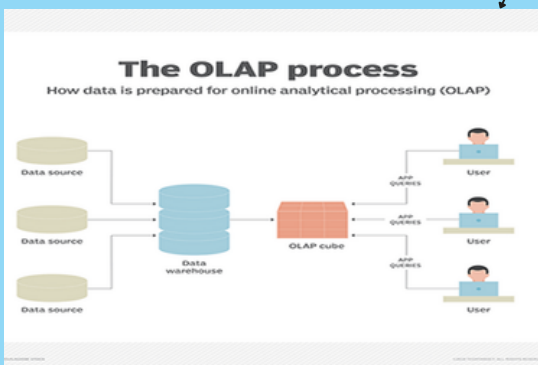 The OLAP process
How data is prepared for online analytical processing (OLAP)
Data source
Data source
Data source
Data
warehouse
OLAP cube
APP
QUERIES
APP
QUERIES
APP
QUERIES
User
User
User